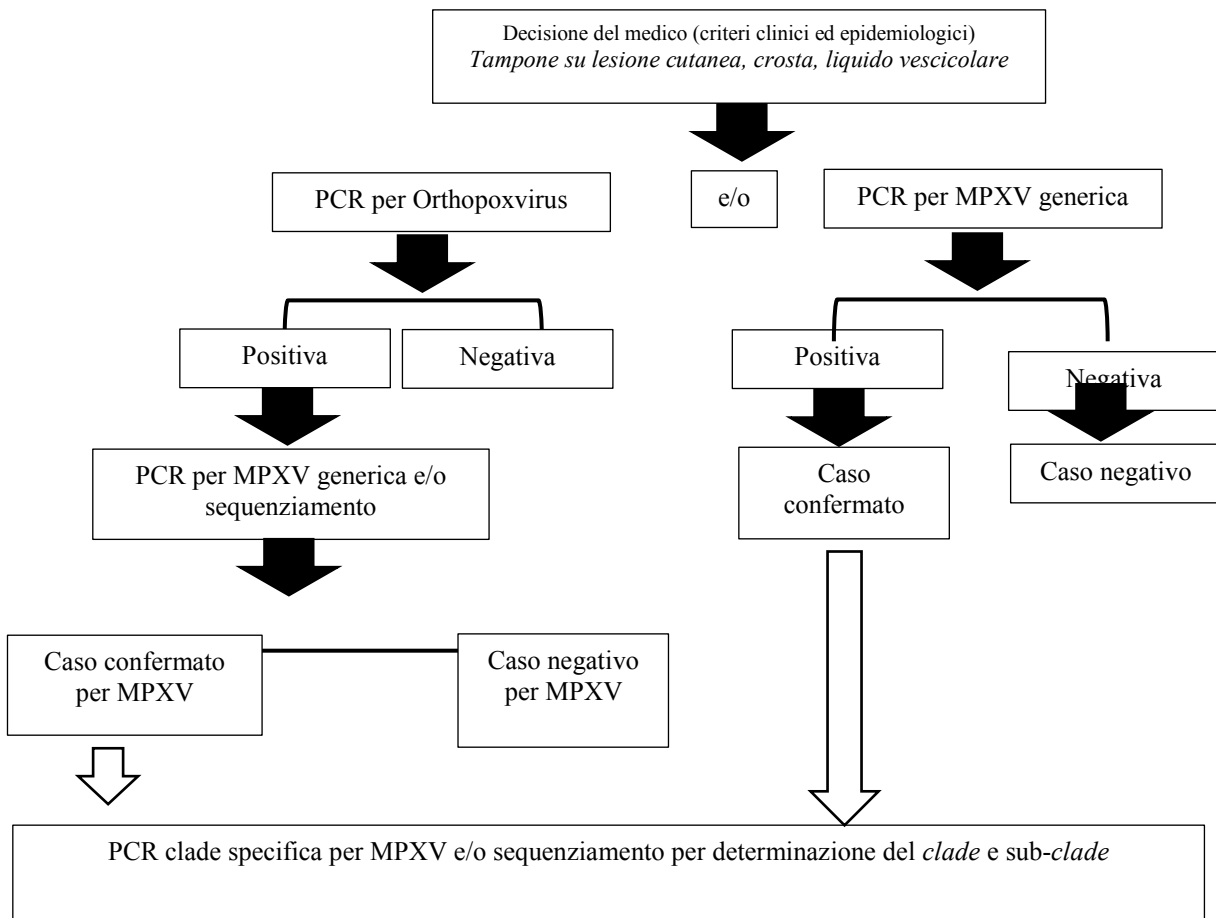 Decisione del medico (criteri clinici ed epidemiologici)
Tampone su lesione cutanea, crosta, liquido vescicolare
PCR per Orthopoxvirus
e/o
PCR per MPXV generica
Positiva
Negativa
Positiva
Negativa
PCR per MPXV generica e/o
sequenziamento
Caso
confermato
Caso negativo
Caso confermato
per MPXV
Caso negativo
per MPXV
PCR clade specifica per MPXV e/o sequenziamento per determinazione del clade e sub-clade